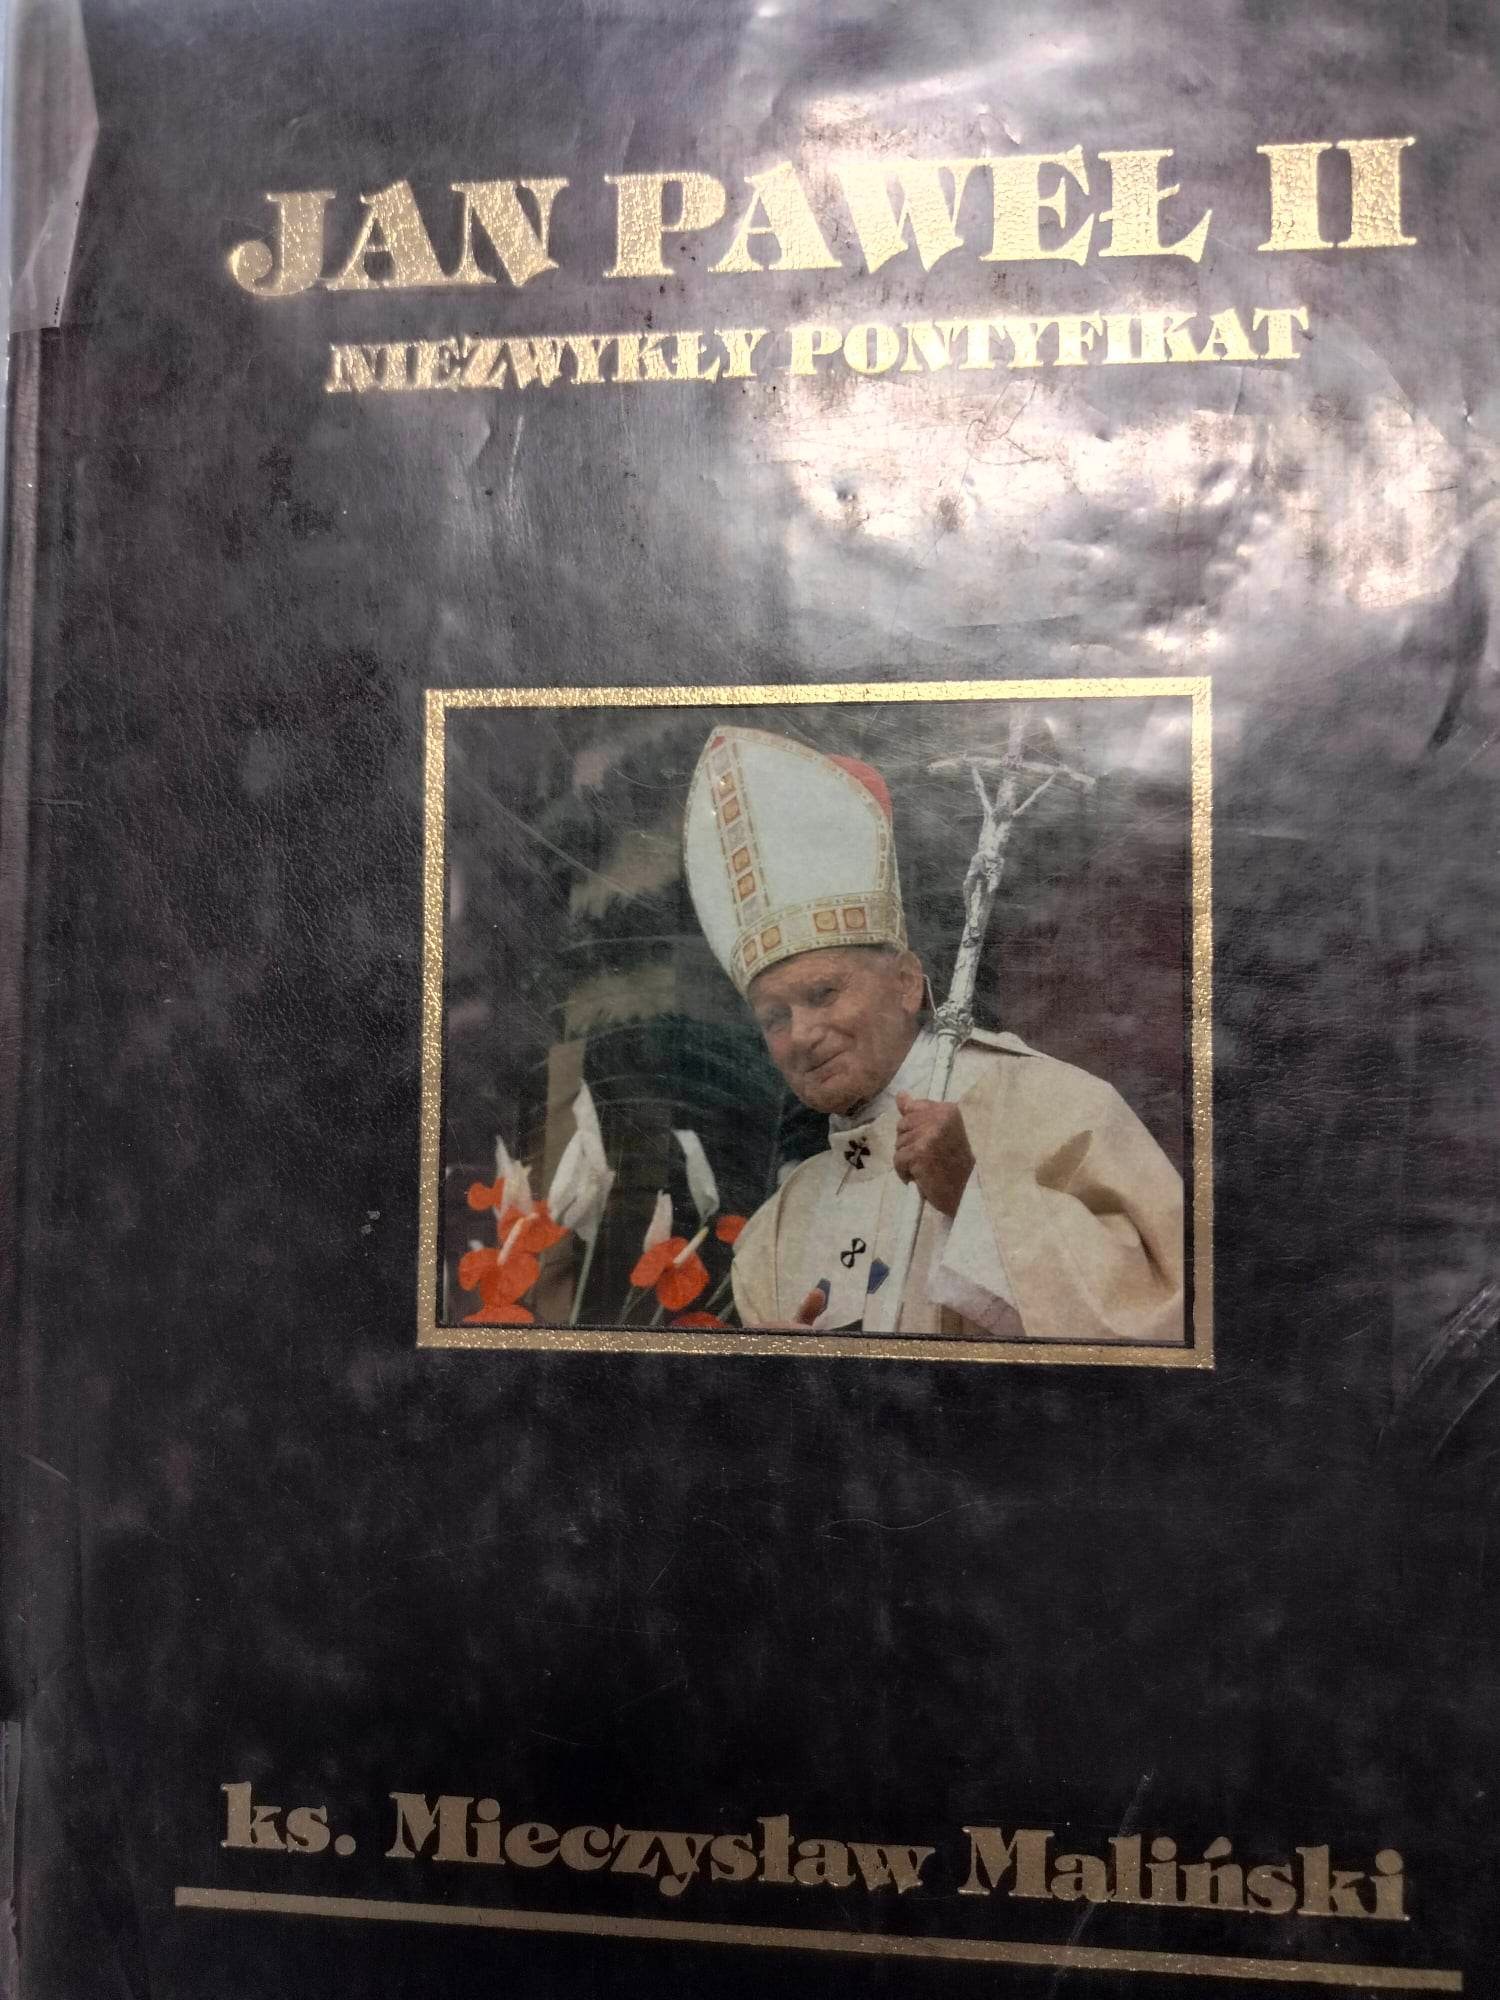 JAN PAWEŁ II
NIEZWYKŁY PONTYFIKAT
ks. Mieczysław Maliński